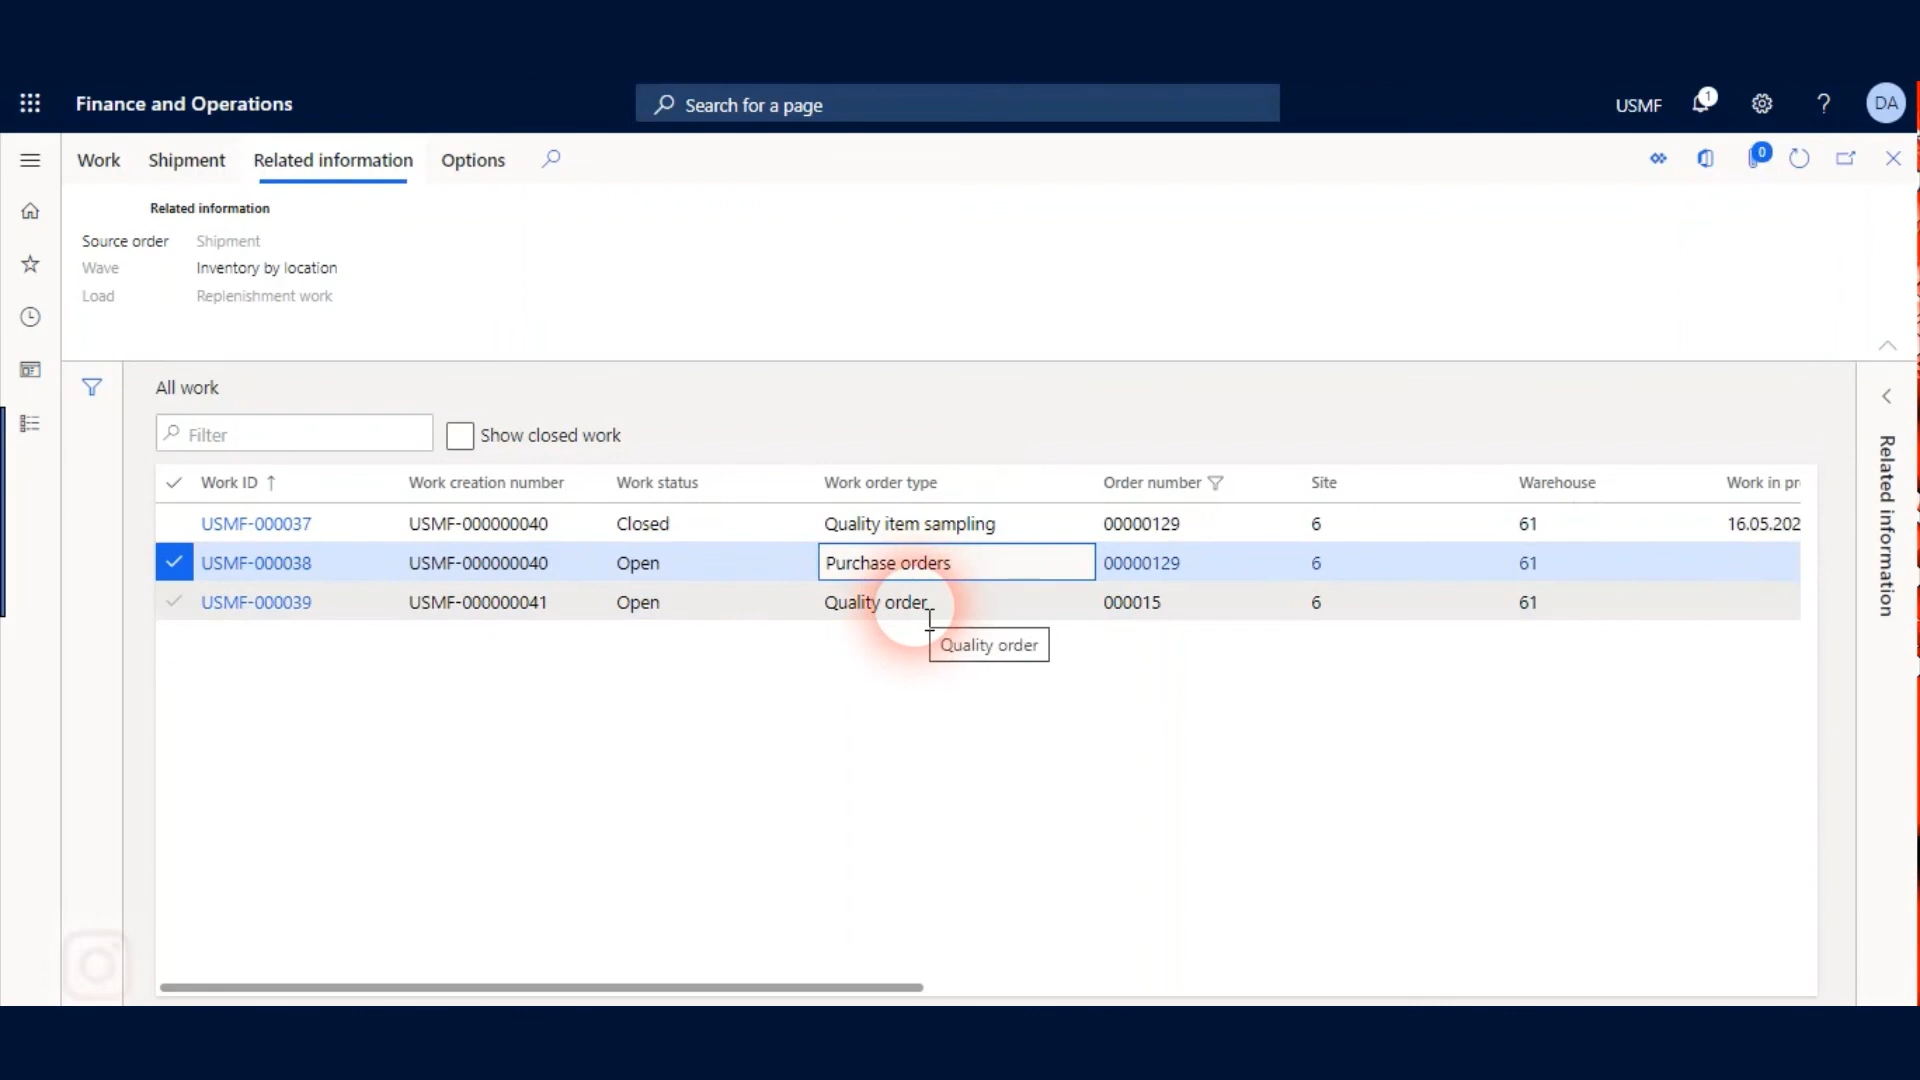 Finance and Operations
Search for a page
USMF
1
?
DA
Work Shipment Related information Options
0
Related information
Source order Shipment
Wave Inventory by location
Load Replenishment work
All work
Filter
Show closed work
Work ID ↑ Work creation number Work status Work order type Order number Site Warehouse Work in pr
USMF-000037 USMF-000000040 Closed Quality item sampling 00000129 6 61 16.05.202
USMF-000038 USMF-000000040 Open Purchase orders 00000129 6 61
USMF-000039 USMF-000000041 Open Quality order 000015 6 61
Quality order
Related information